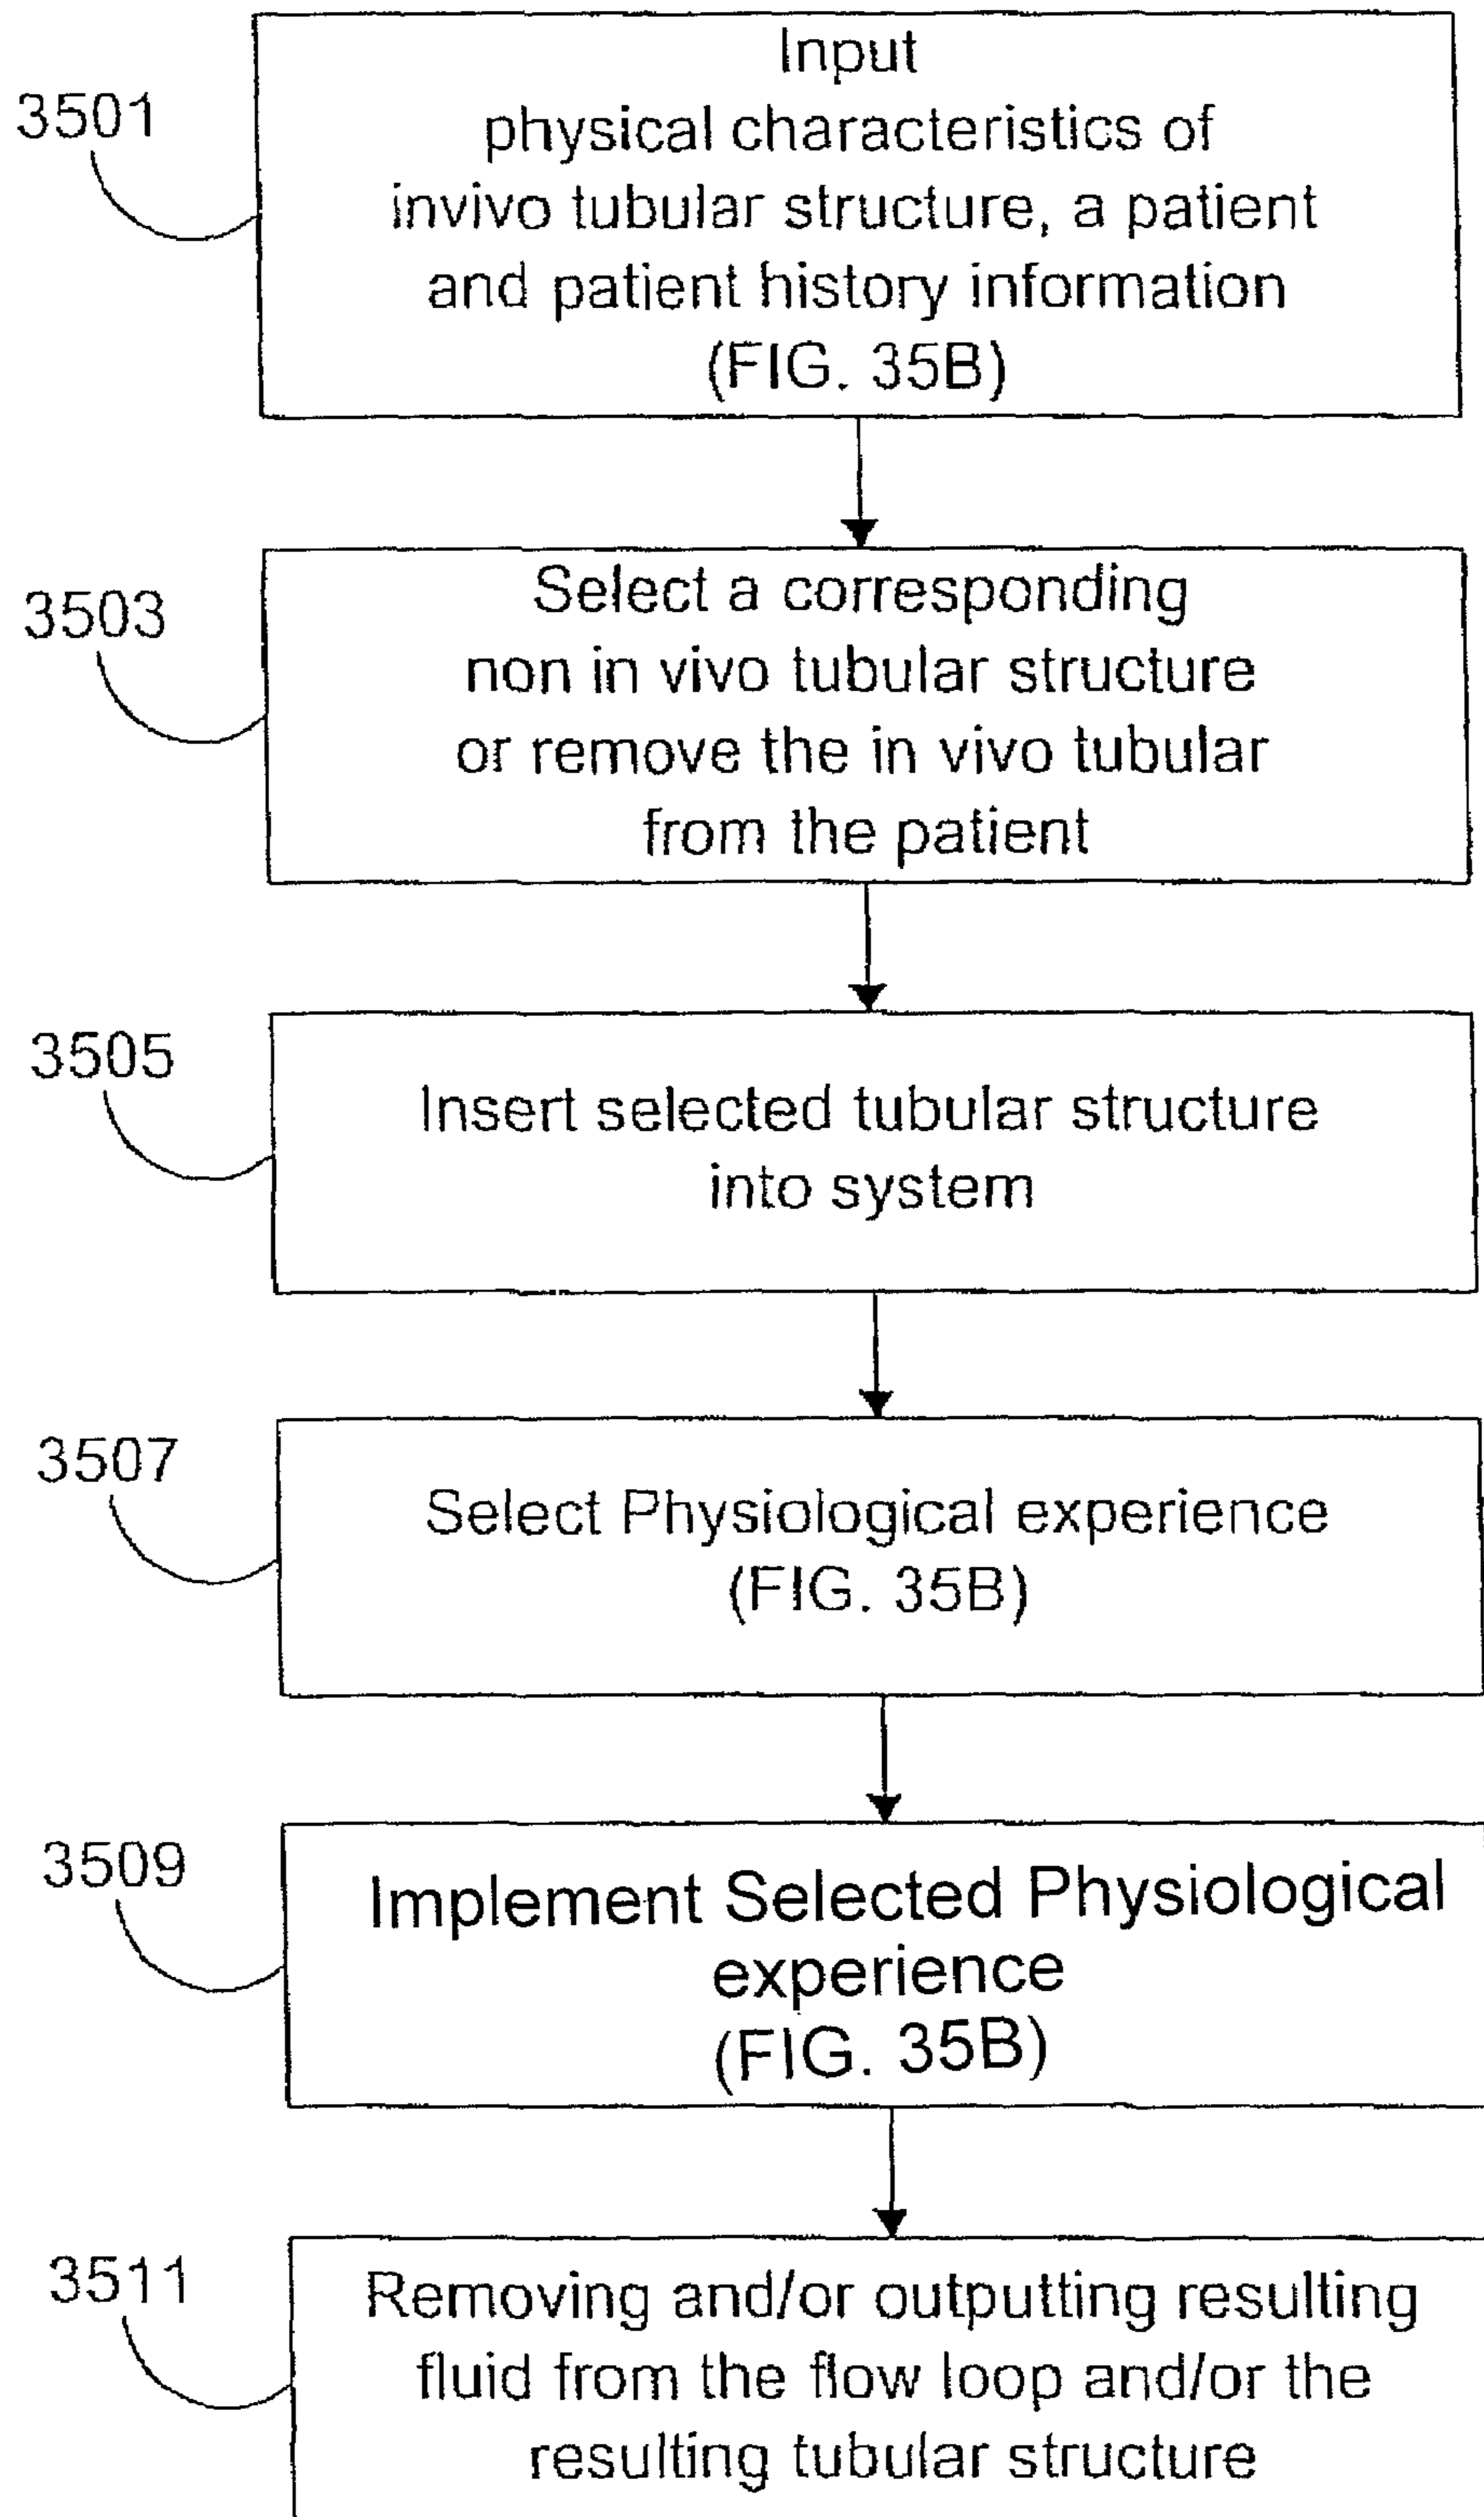 3501
Input
physical characteristics of
invivo tubular structure, a patient
and patient history information
(FIG. 35B)
3503
Select a corresponding
non in vivo tubular structure
or remove the in vivo tubular
from the patient
3505
Insert selected tubular structure
into system
3507
Select Physiological experience
(FIG. 35B)
3509
Implement Selected Physiological
experience
(FIG. 35B)
3511
Removing and/or outputting resulting
fluid from the flow loop and/or the
resulting tubular structure